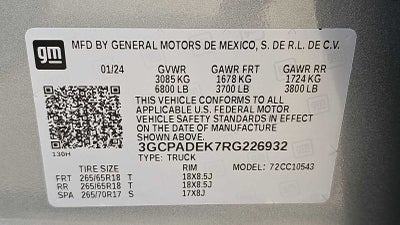 gm MFD BY GENERAL MOTORS DE MEXICO, S. DE R.L. DE C.V.
01/24 GVWR GAWR FRT GAWR RR
3085 KG 1678 KG 1724 KG
6800 LB 3700 LB 3800 LB
THIS VEHICLE CONFORMS TO ALL
APPLICABLE U.S. FEDERAL MOTOR
VEHICLE SAFETY STANDARDS IN EFFECT
ON THE DATE OF MANUFACTURE
SHOWN ABOVE.
3GCPADEK7RG226932
130H TYPE: TRUCK
TIRE SIZE RIM MODEL: 72CC10543
FRT 265/65R18 T 18X8.5J
RR 265/65R18 T 18X8.5J
SPA 265/70R17 S 17X8J